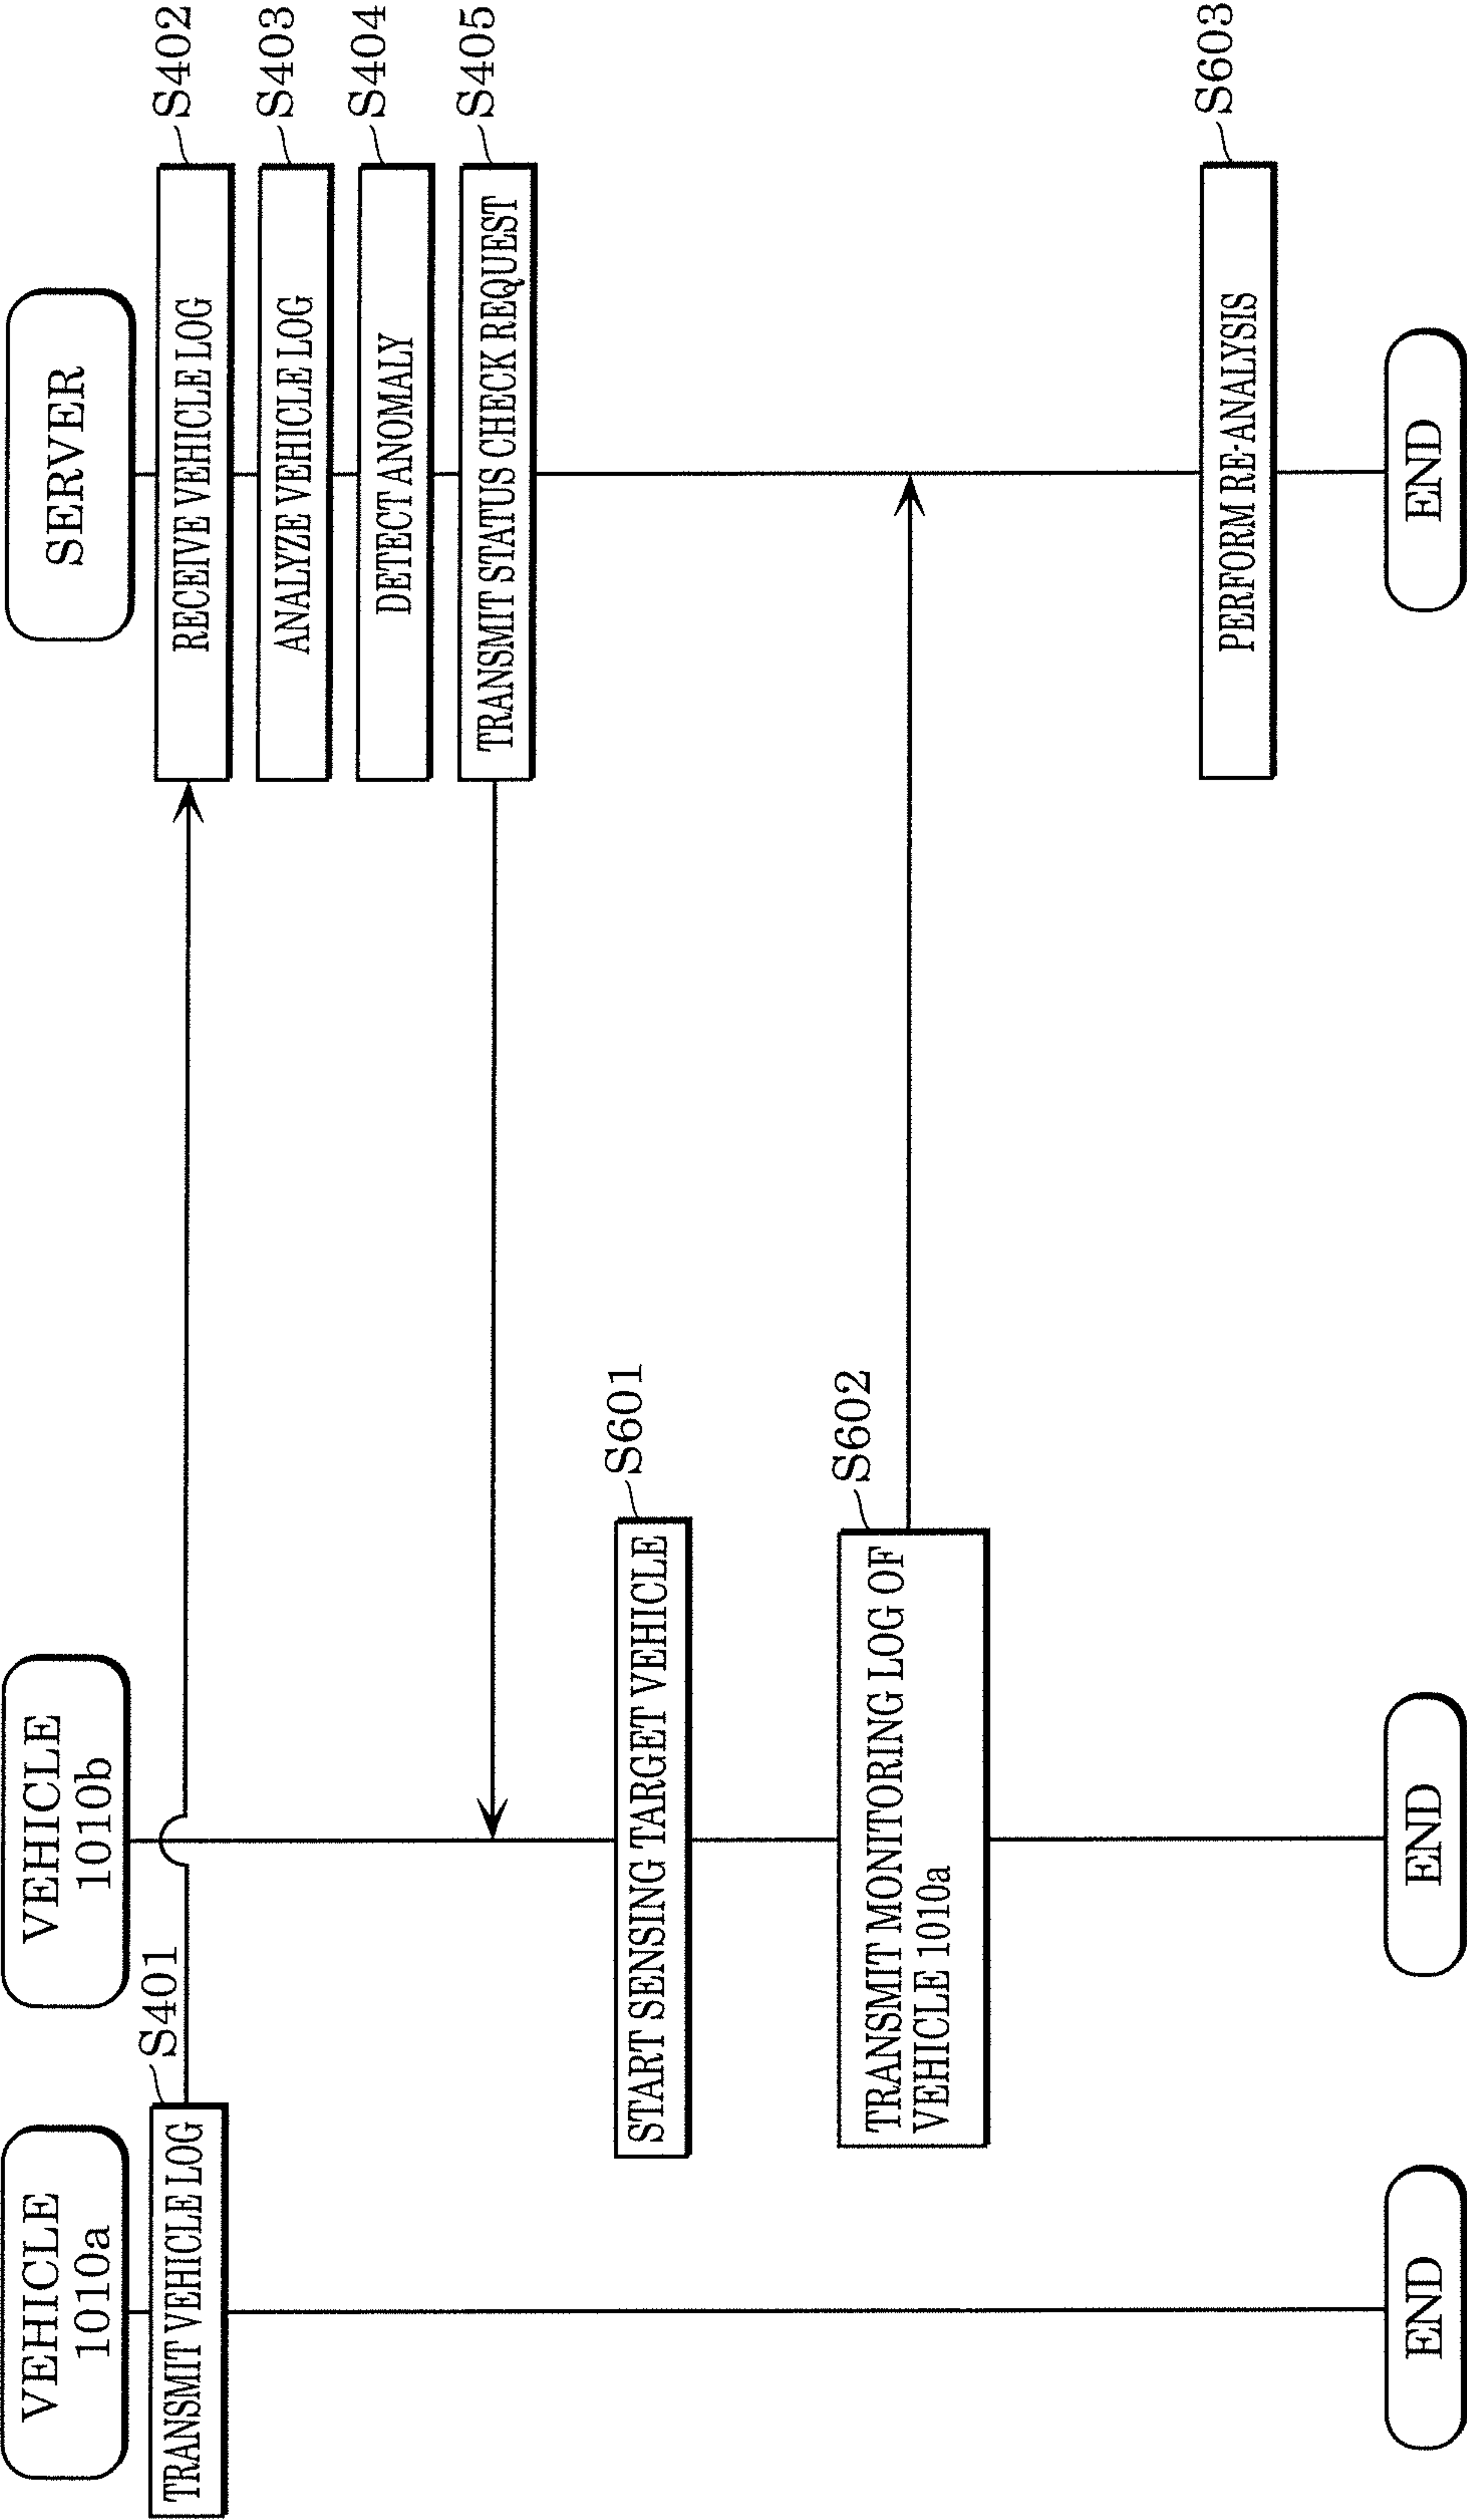 VEHICLE
1010a
VEHICLE
1010b
SERVER
S401
TRANSMIT VEHICLE LOG
S402
RECEIVE VEHICLE LOG
S403
ANALYZE VEHICLE LOG
S404
DETECT ANOMALY
S405
TRANSMIT STATUS CHECK REQUEST
S601
START SENSING TARGET VEHICLE
S602
TRANSMIT MONITORING LOG OF
VEHICLE 1010a
S603
PERFORM RE-ANALYSIS
END
END
END